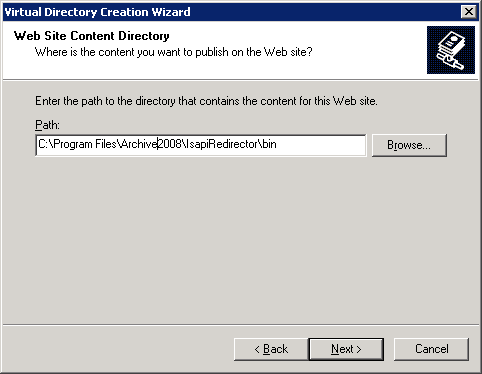 Virtual Directory Creation Wizard
Web Site Content Directory
Where is the content you want to publish on the Web site?
Enter the path to the directory that contains the content for this Web site.
Path:
C:\Program Files\Archive2008\IsapiRedirector\bin
Browse...
< Back
Next >
Cancel